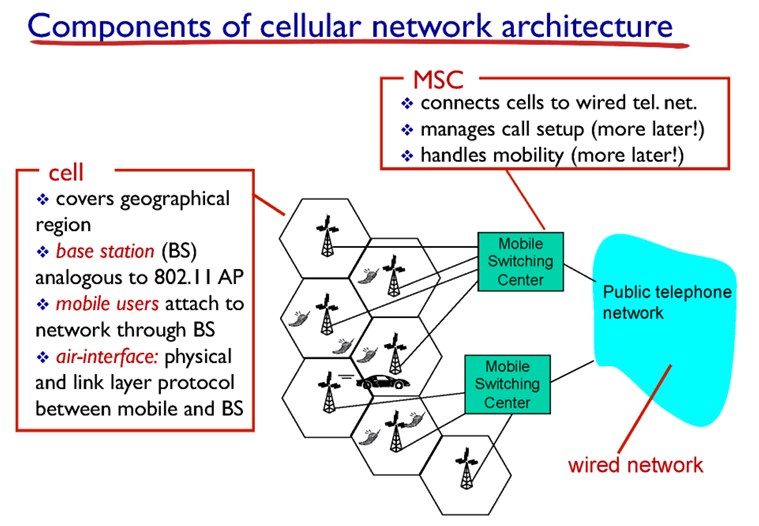 Components of cellular network architecture
MSC
❖ connects cells to wired tel. net.
❖ manages call setup (more later!)
❖ handles mobility (more later!)
cell
❖ covers geographical
region
❖ base station (BS)
analogous to 802.11 AP
❖ mobile users attach to
network through BS
❖ air-interface: physical
and link layer protocol
between mobile and BS
Mobile
Switching
Center
Public telephone
network
Mobile
Switching
Center
wired network